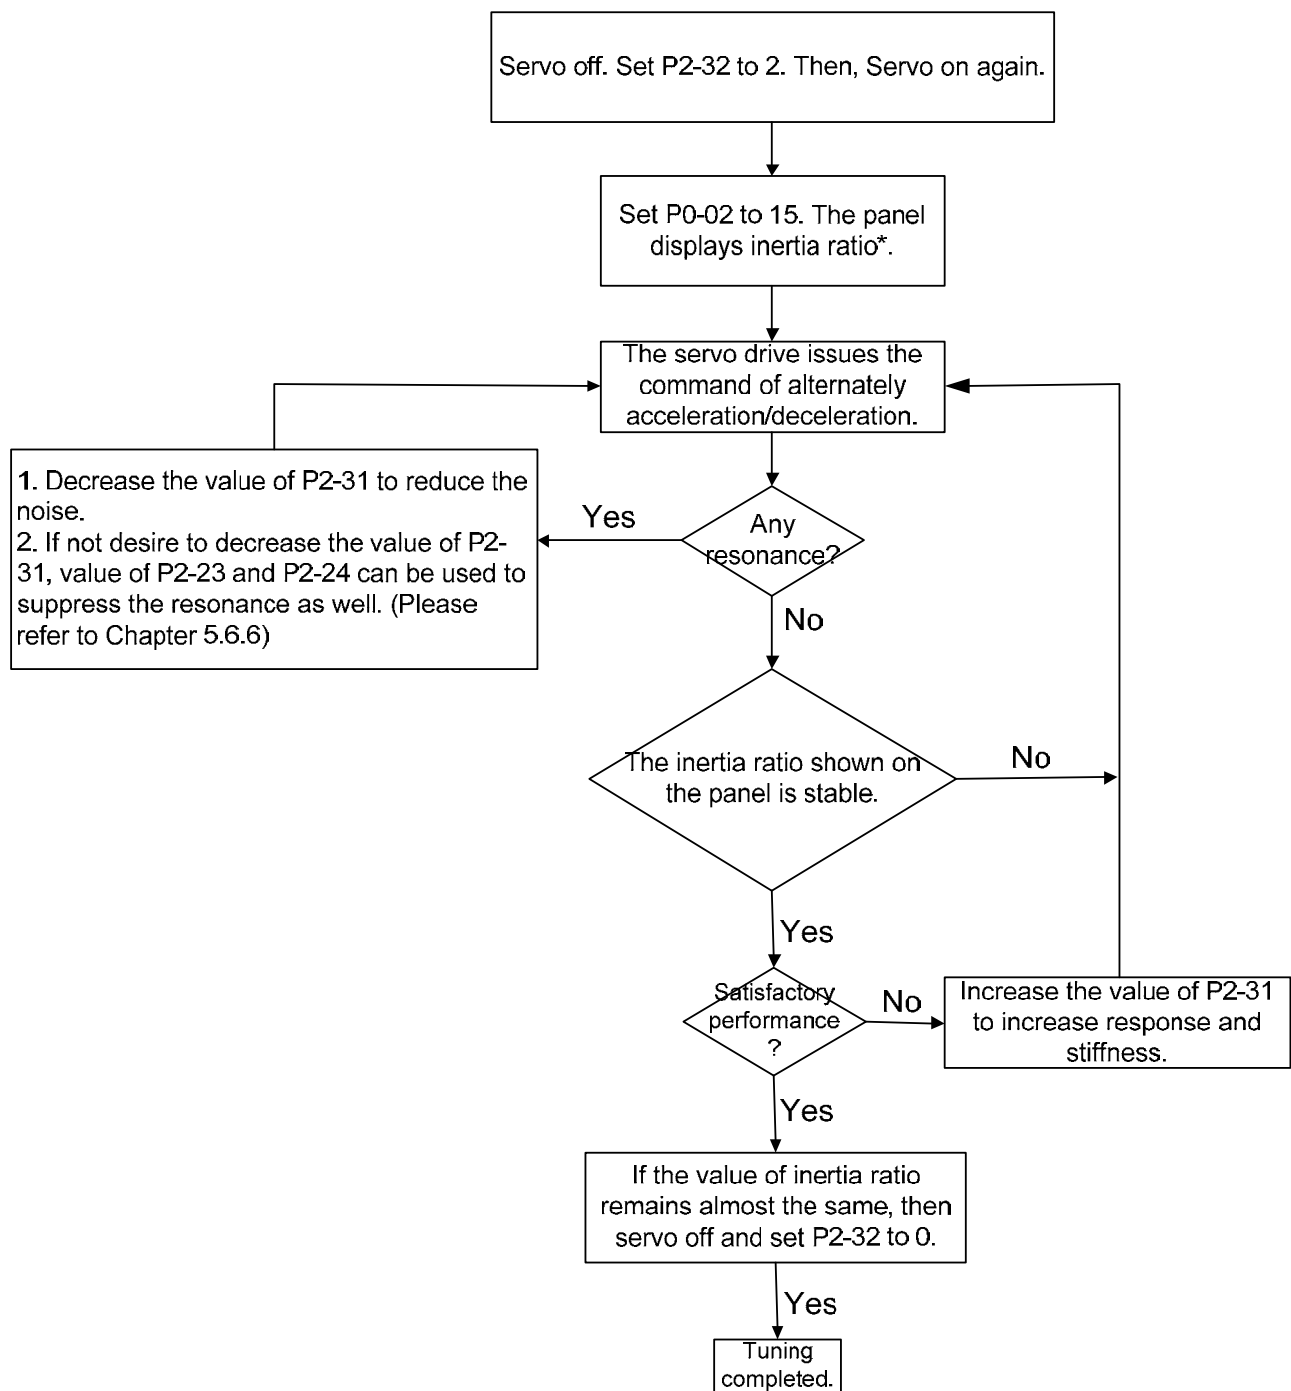 Servo off. Set P2-32 to 2. Then, Servo on again.
Set P0-02 to 15. The panel
displays inertia ratio*.
The servo drive issues the
command of alternately
acceleration/deceleration.
1. Decrease the value of P2-31 to reduce the
noise.
2. If not desire to decrease the value of P2-
31, value of P2-23 and P2-24 can be used to
suppress the resonance as well. (Please
refer to Chapter 5.6.6)
Yes
Any
resonance?
No
The inertia ratio shown on
the panel is stable.
No
Yes
Satisfactory
performance
?
No
Increase the value of P2-31
to increase response and
stiffness.
Yes
If the value of inertia ratio
remains almost the same, then
servo off and set P2-32 to 0.
Yes
Tuning
completed.